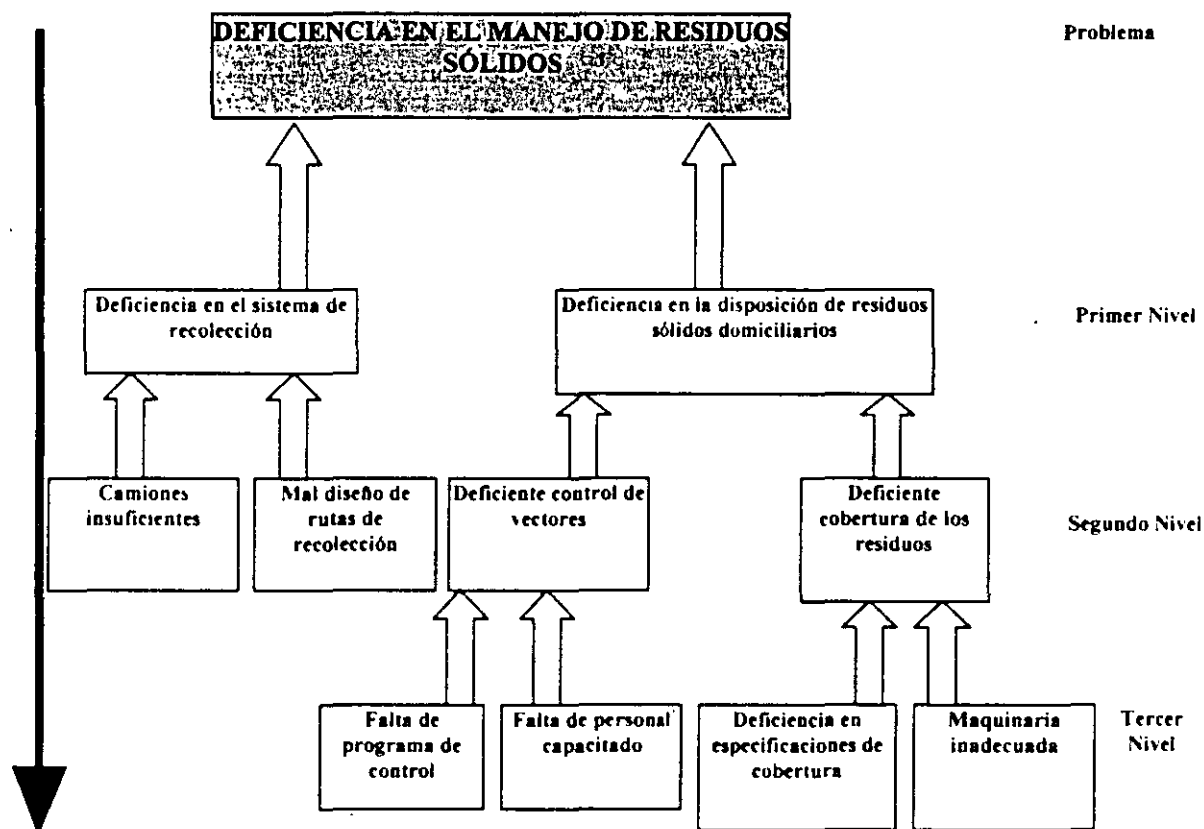 DEFICIENCIA EN EL MANEJO DE RESIDUOS
SÓLIDOS
Problema
Deficiencia en el sistema de
recolección
Deficiencia en la disposición de residuos
sólidos domiciliarios
Primer Nivel
Camiones
insuficientes
Mal diseño de
rutas de
recolección
Deficiente control de
vectores
Deficiente
cobertura de los
residuos
Segundo Nivel
Falta de
programa de
control
Falta de personal
capacitado
Deficiencia en
especificaciones de
cobertura
Maquinaria
inadecuada
Tercer
Nivel